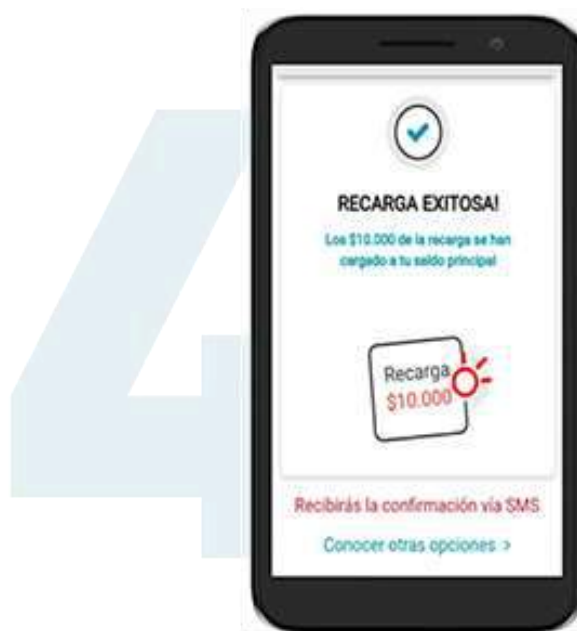 4
RECARGA EXITOSA!
Los $10.000 de la recarga se han
cargado a tu saldo principal
Recarga
$10.000
Recibirás la confirmación vía SMS
Conocer otras opciones >